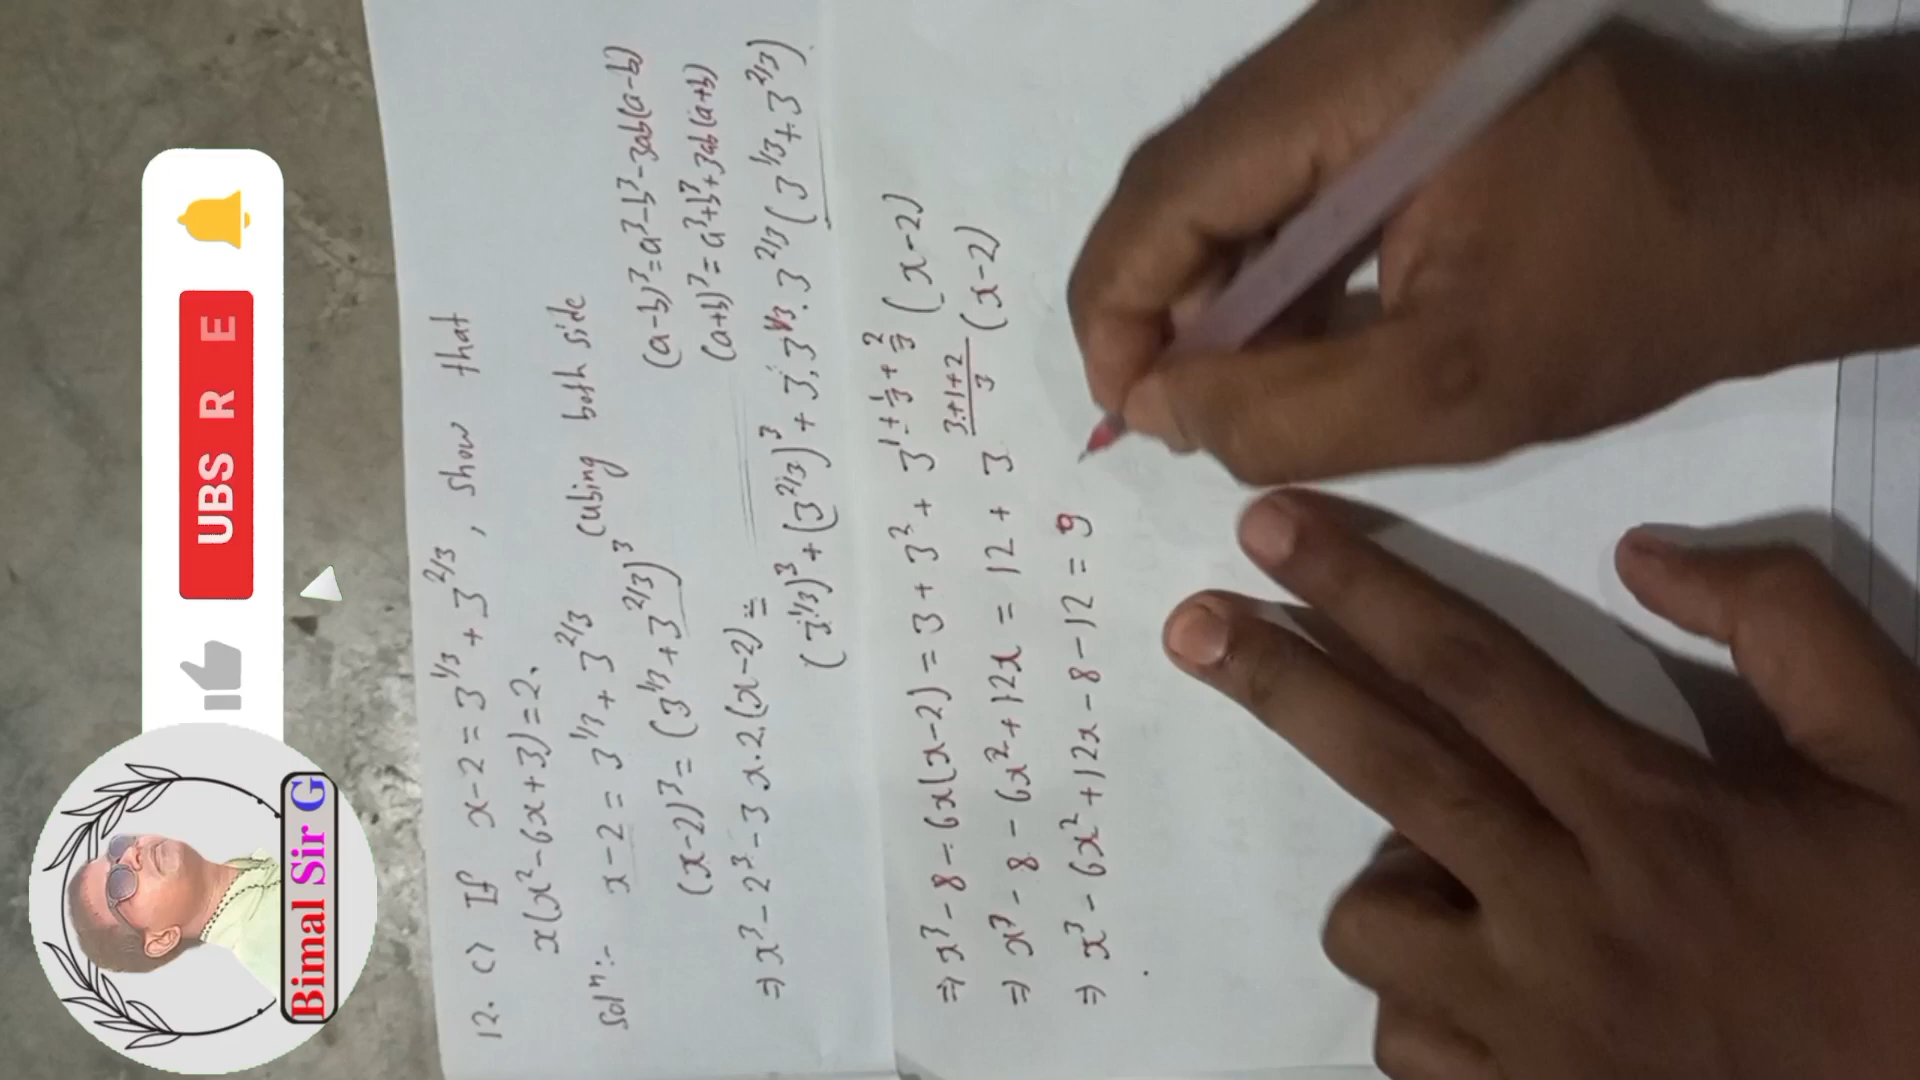 12. c) If x-2 = 3^1/3 + 3^2/3, show that
x(x²-6x+3)=2.
Solⁿ:- x-2 = 3^1/3 + 3^2/3 Cubing both side
(x-2)³ = (3^1/3 + 3^2/3)³
(a-b)³ = a³-b³-3ab(a-b)
(a+b)³ = a³+b³+3ab(a+b)
⇒ x³ - 2³ - 3.x.2.(x-2) =
(3^1/3)³ + (3^2/3)³ + 3.3^1/3.3^2/3 (3^1/3 + 3^2/3)
⇒ x³ - 8 - 6x(x-2) = 3 + 3² + 3^1+1/3+2/3 (x-2)
⇒ x³ - 8 - 6x² + 12x = 12 + 3^(3+1+2)/3 (x-2)
⇒ x³ - 6x² + 12x - 8 - 12 = 9
UBS R E
Bimal Sir G